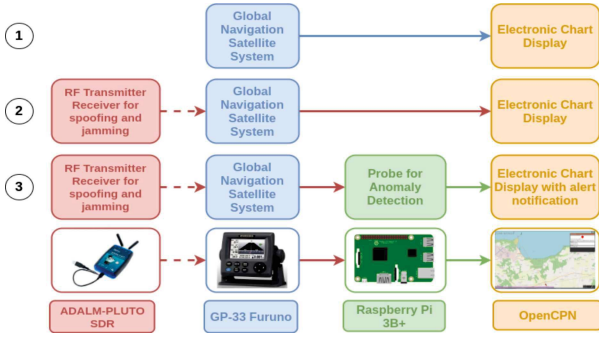 1
Global
Navigation
Satellite
System
Electronic Chart
Display
2
RF Transmitter
Receiver for
spoofing and
jamming
Global
Navigation
Satellite
System
Electronic Chart
Display
3
RF Transmitter
Receiver for
spoofing and
jamming
Global
Navigation
Satellite
System
Probe for
Anomaly
Detection
Electronic Chart
Display with alert
notification
ADALM-PLUTO
SDR
GP-33 Furuno
Raspberry Pi
3B+
OpenCPN